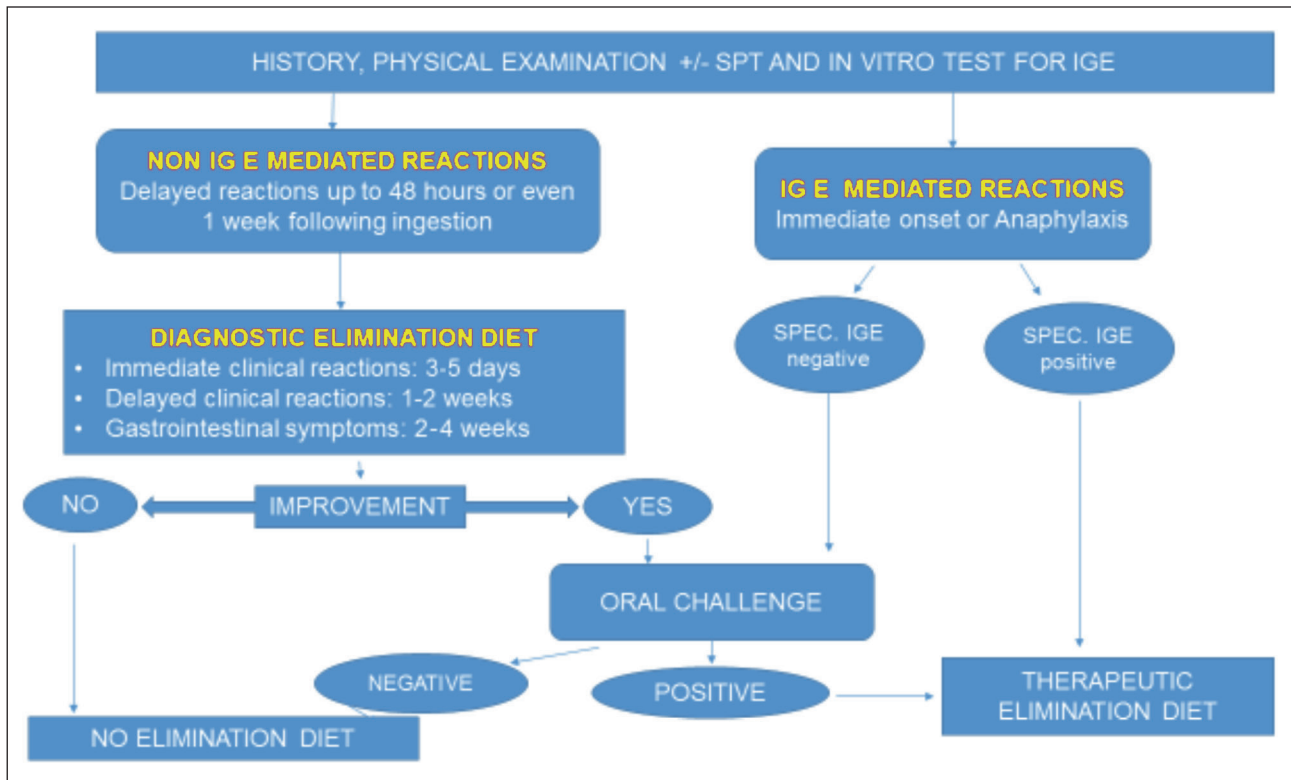 HISTORY, PHYSICAL EXAMINATION +/- SPT AND IN VITRO TEST FOR IGE
NON IG E MEDIATED REACTIONS
Delayed reactions up to 48 hours or even
1 week following ingestion
IG E MEDIATED REACTIONS
Immediate onset or Anaphylaxis
DIAGNOSTIC ELIMINATION DIET
• Immediate clinical reactions: 3-5 days
• Delayed clinical reactions: 1-2 weeks
• Gastrointestinal symptoms: 2-4 weeks
SPEC. IGE
negative
SPEC. IGE
positive
NO
IMPROVEMENT
YES
ORAL CHALLENGE
NEGATIVE
POSITIVE
THERAPEUTIC
ELIMINATION DIET
NO ELIMINATION DIET